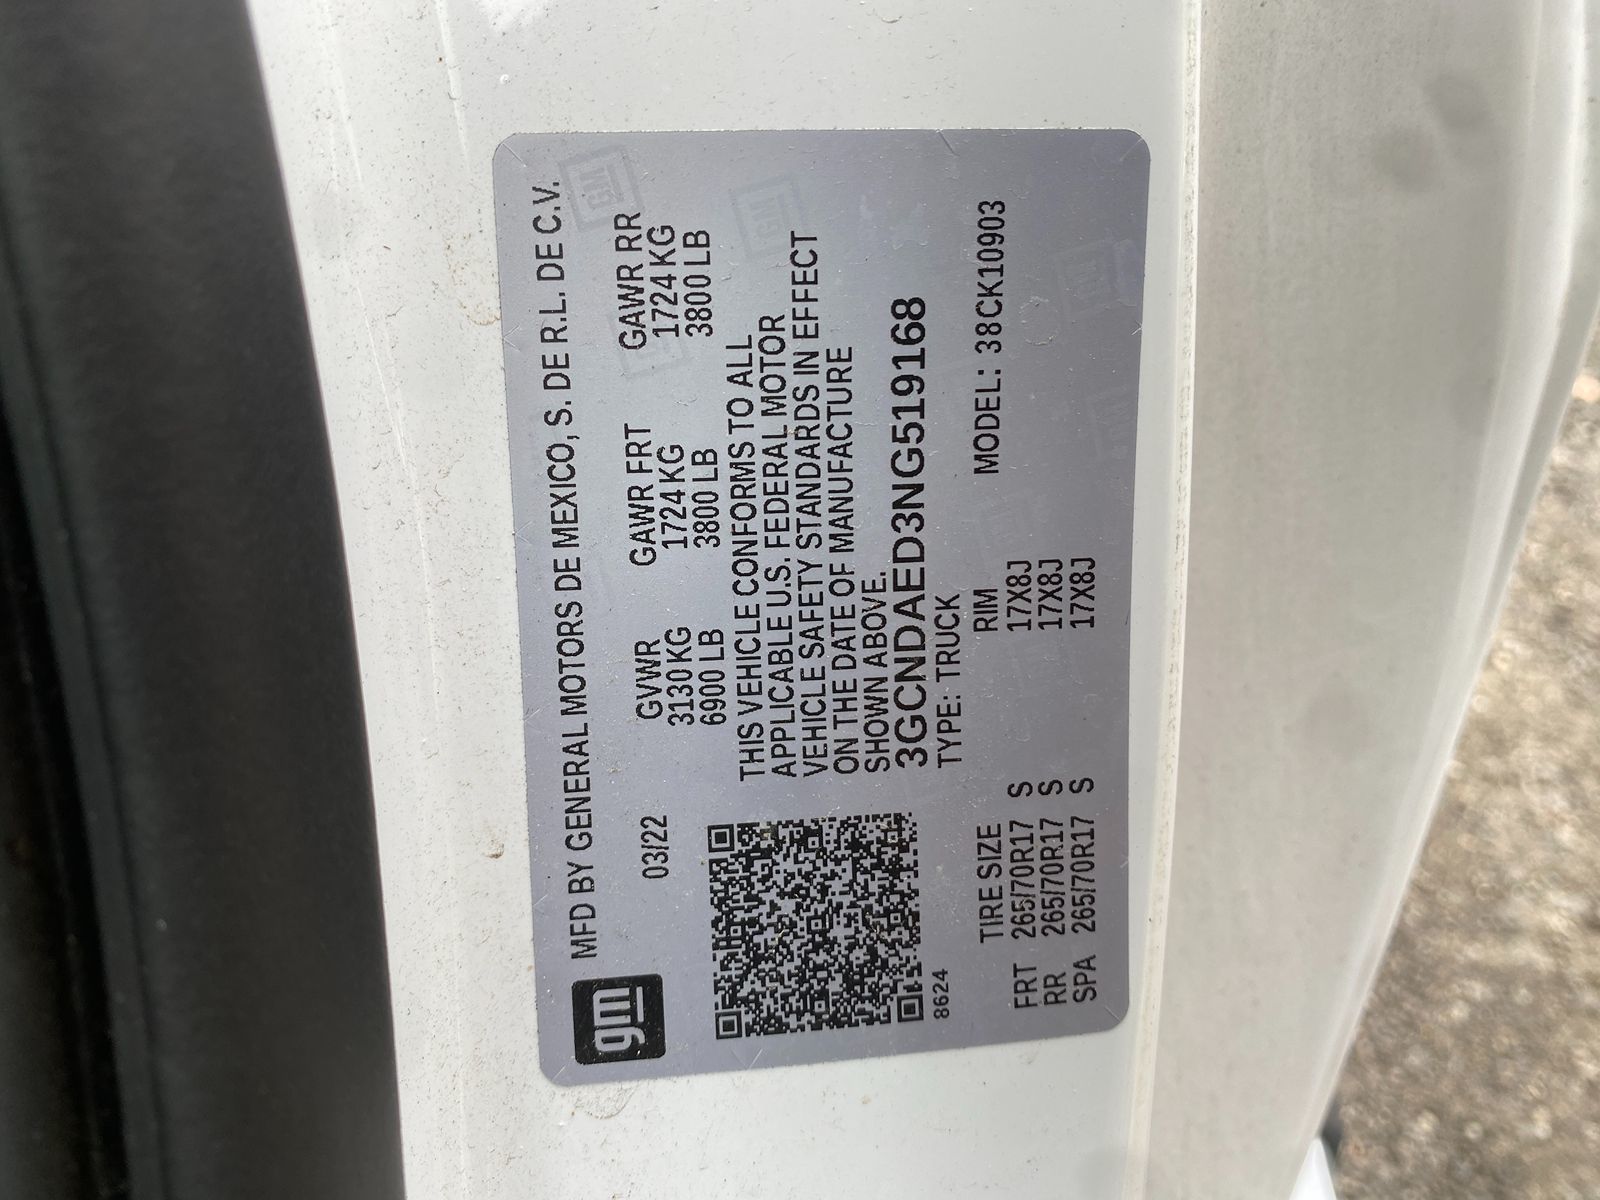 gm MFD BY GENERAL MOTORS DE MEXICO, S. DE R.L. DE C.V.
03/22 GVWR GAWR FRT GAWR RR
3130 KG 1724 KG 1724 KG
6900 LB 3800 LB 3800 LB
THIS VEHICLE CONFORMS TO ALL
APPLICABLE U.S. FEDERAL MOTOR
VEHICLE SAFETY STANDARDS IN EFFECT
ON THE DATE OF MANUFACTURE
SHOWN ABOVE.
3GCNDAED3NG519168
8624 TYPE: TRUCK
TIRE SIZE RIM MODEL: 38CK10903
FRT 265/70R17 S 17X8J
RR 265/70R17 S 17X8J
SPA 265/70R17 S 17X8J